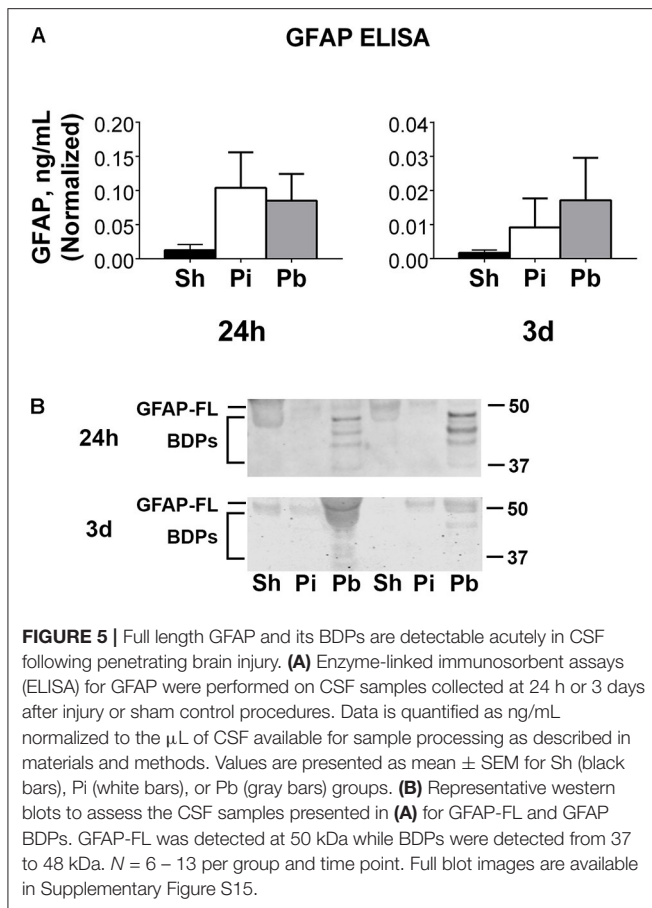 A
GFAP ELISA
GFAP, ng/mL
(Normalized)
0.20
0.15
0.10
0.05
0.00
Sh Pi Pb
24h
0.04
0.03
0.02
0.01
0.00
Sh Pi Pb
3d
B
24h
GFAP-FL
BDPs
50
37
3d
GFAP-FL
BDPs
50
37
Sh Pi Pb Sh Pi Pb
FIGURE 5 | Full length GFAP and its BDPs are detectable acutely in CSF
following penetrating brain injury. (A) Enzyme-linked immunosorbent assays
(ELISA) for GFAP were performed on CSF samples collected at 24 h or 3 days
after injury or sham control procedures. Data is quantified as ng/mL
normalized to the μL of CSF available for sample processing as described in
materials and methods. Values are presented as mean ± SEM for Sh (black
bars), Pi (white bars), or Pb (gray bars) groups. (B) Representative western
blots to assess the CSF samples presented in (A) for GFAP-FL and GFAP
BDPs. GFAP-FL was detected at 50 kDa while BDPs were detected from 37
to 48 kDa. N = 6 – 13 per group and time point. Full blot images are available
in Supplementary Figure S15.